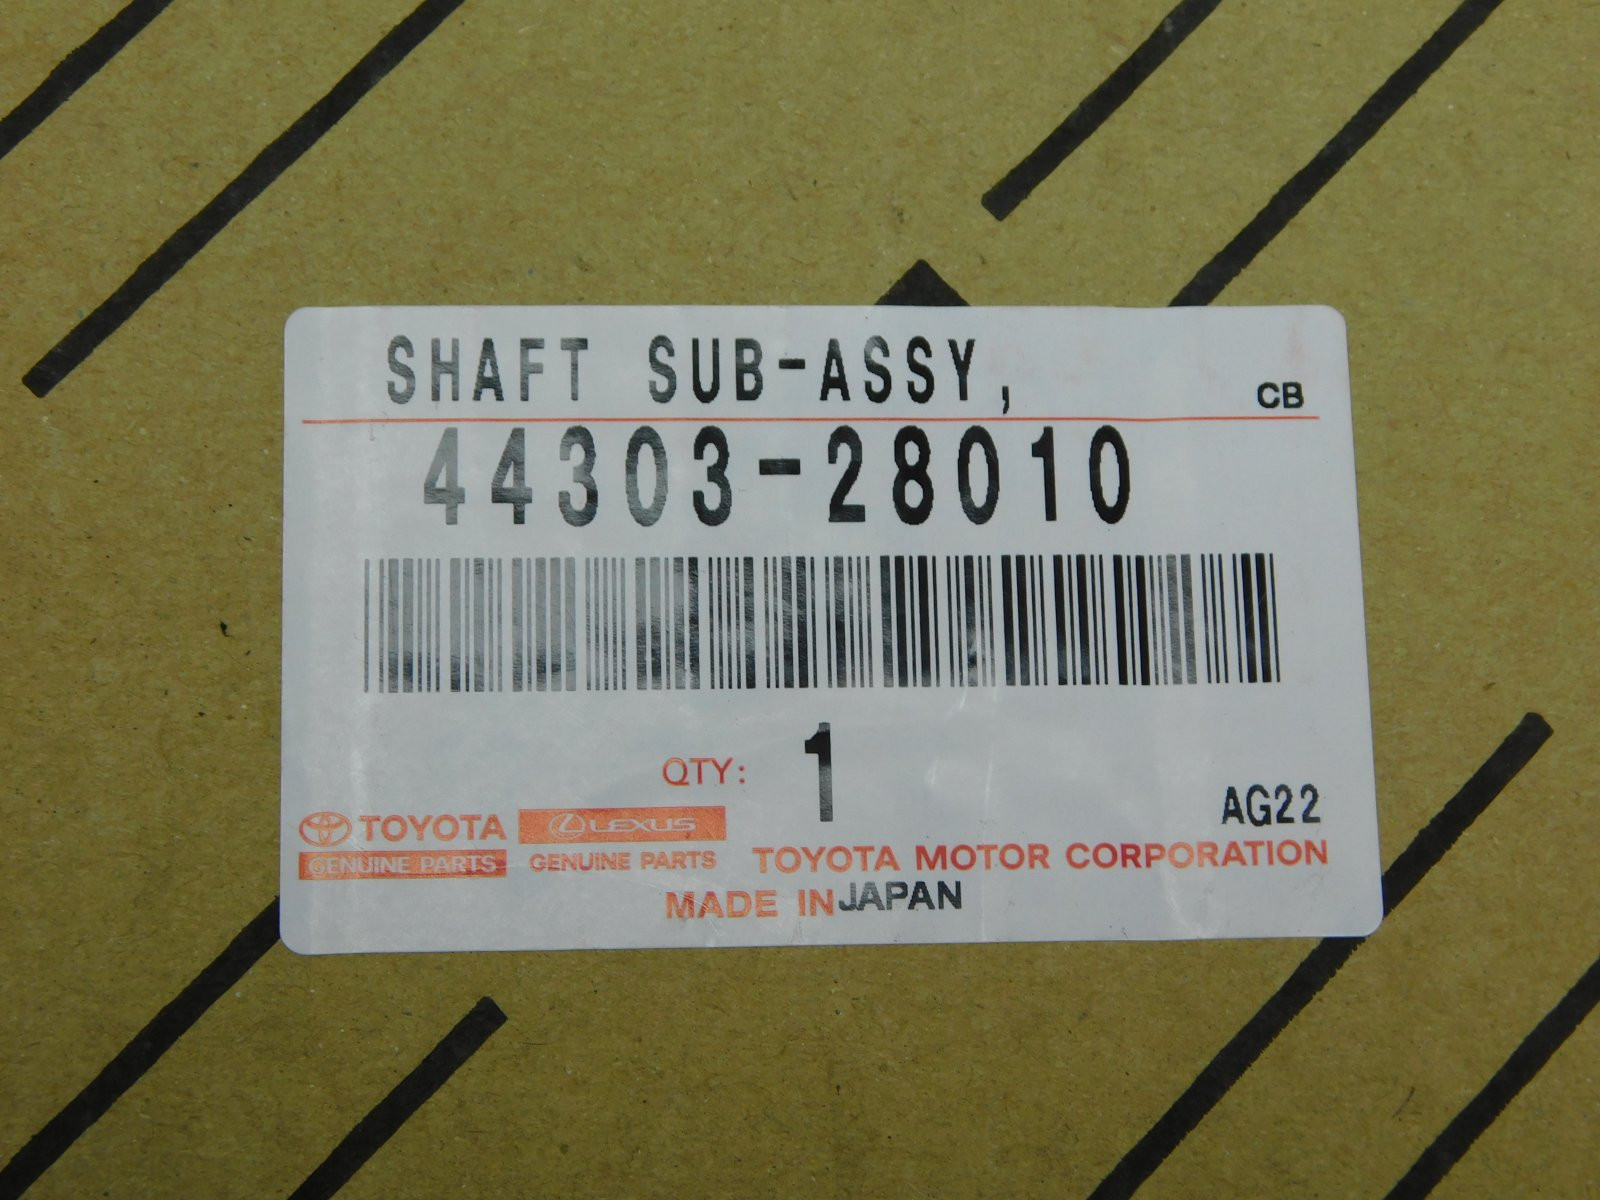 SHAFT SUB-ASSY,
CB
44303-28010
QTY: 1
AG22
TOYOTA
GENUINE PARTS
LEXUS
GENUINE PARTS
TOYOTA MOTOR CORPORATION
MADE IN JAPAN